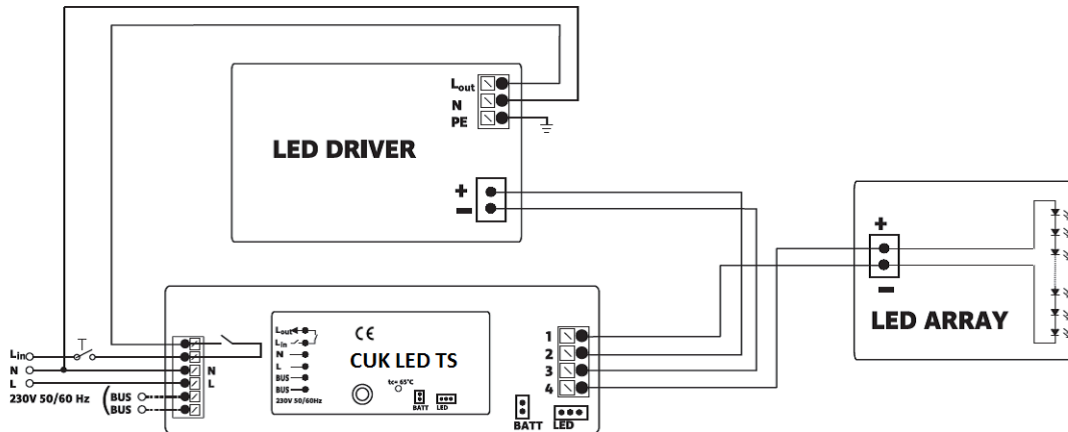 Lout
N
PE
LED DRIVER
+
−
+
−
LED ARRAY
Lout
Lin
N
L
BUS
BUS
230V 50/60Hz
CE
CUK LED TS
tc= 65°C
BATT
LED
1
2
3
4
BATT
LED
Lin
T
N
N
L
L
230V 50/60 Hz
BUS
BUS